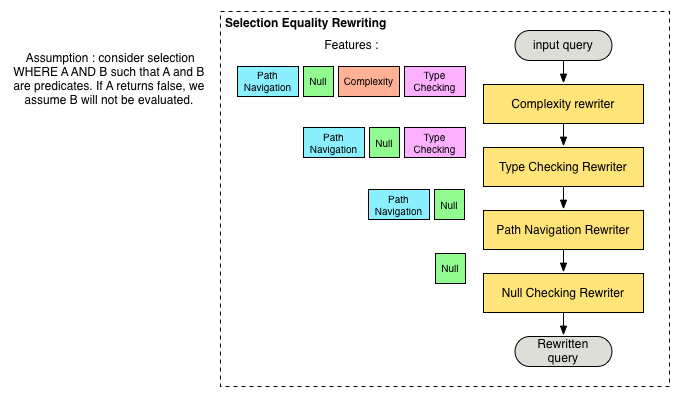 Selection Equality Rewriting
Assumption : consider selection
WHERE A AND B such that A and B
are predicates. If A returns false, we
assume B will not be evaluated.
Features :
input query
Path
Navigation
Null
Complexity
Type
Checking
Complexity rewriter
Path
Navigation
Null
Type
Checking
Type Checking Rewriter
Path
Navigation
Null
Path Navigation Rewriter
Null
Null Checking Rewriter
Rewritten
query